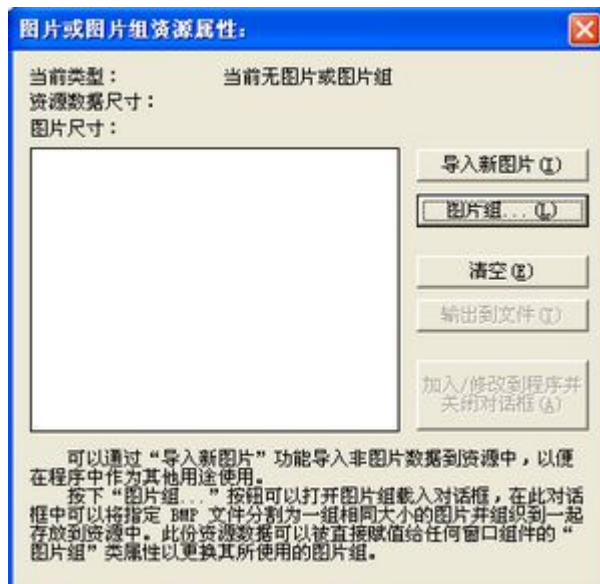 图片或图片组资源属性:
当前类型: 当前无图片或图片组
资源数据尺寸:
图片尺寸:
导入新图片(I)
图片组...(L)
清空(E)
输出到文件(T)
加入/修改到程序并
关闭对话框(A)
可以通过“导入新图片”功能导入非图片数据到资源中,以便
在程序中作为其他用途使用。
按下“图片组...”按钮可以打开图片组载入对话框,在此对话
框中可以将指定 BMP 文件分割为一组相同大小的图片并组织到一起
存放到资源中。此份资源数据可以被直接赋值给任何窗口组件的“
图片组”类属性以更换其所使用的图片组。